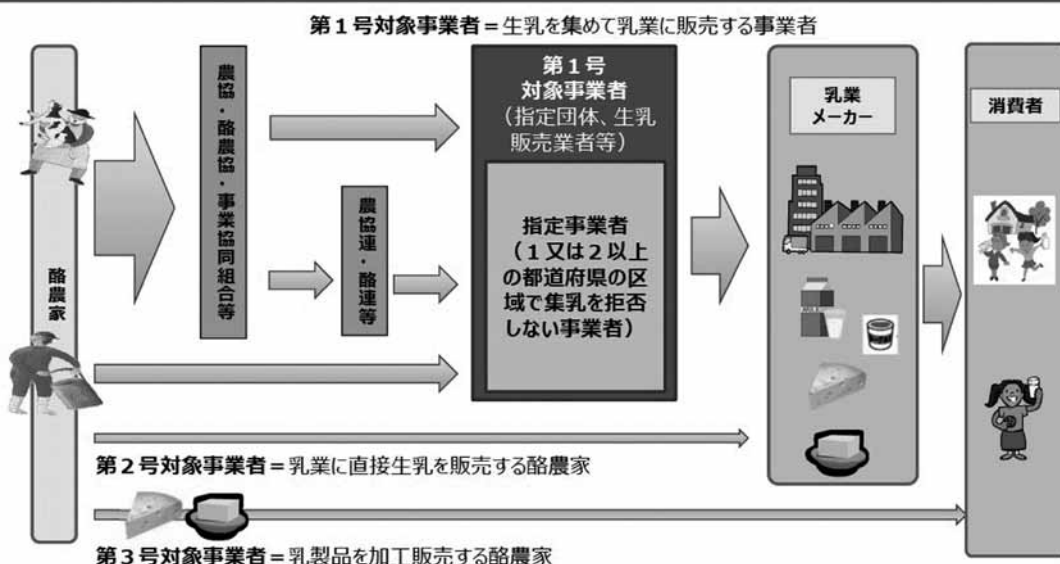 第1号対象事業者＝生乳を集めて乳業に販売する事業者
酪農家
農協・酪農協・事業協同組合等
農協連・酪連等
第1号
対象事業者
（指定団体、生乳
販売業者等）
指定事業者
（1又は2以上
の都道府県の区
域で集乳を拒否
しない事業者）
乳業
メーカー
消費者
第2号対象事業者＝乳業に直接生乳を販売する酪農家
第3号対象事業者＝乳製品を加工販売する酪農家